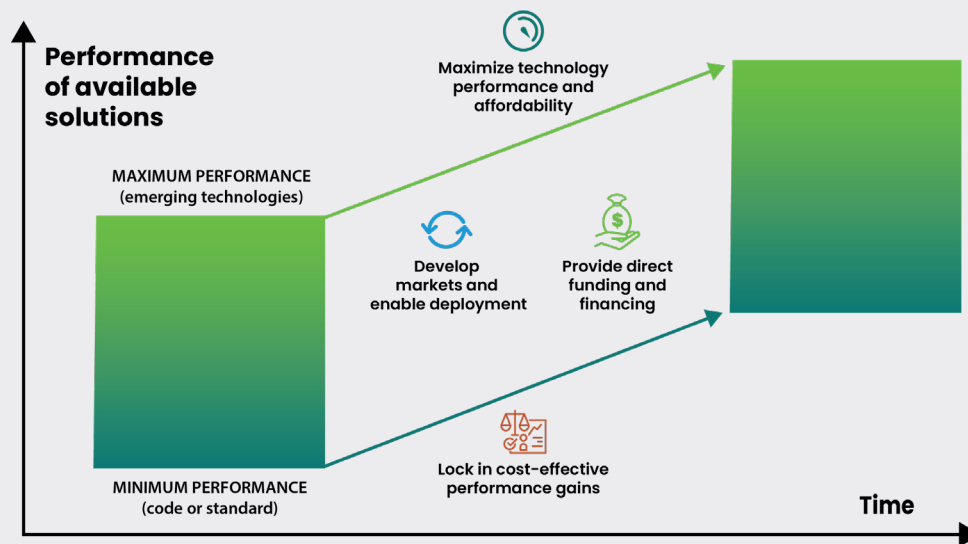 Performance
of available
solutions
Maximize technology
performance and
affordability
MAXIMUM PERFORMANCE
(emerging technologies)
Develop
markets and
enable deployment
$
Provide direct
funding and
financing
Lock in cost-effective
performance gains
MINIMUM PERFORMANCE
(code or standard)
Time